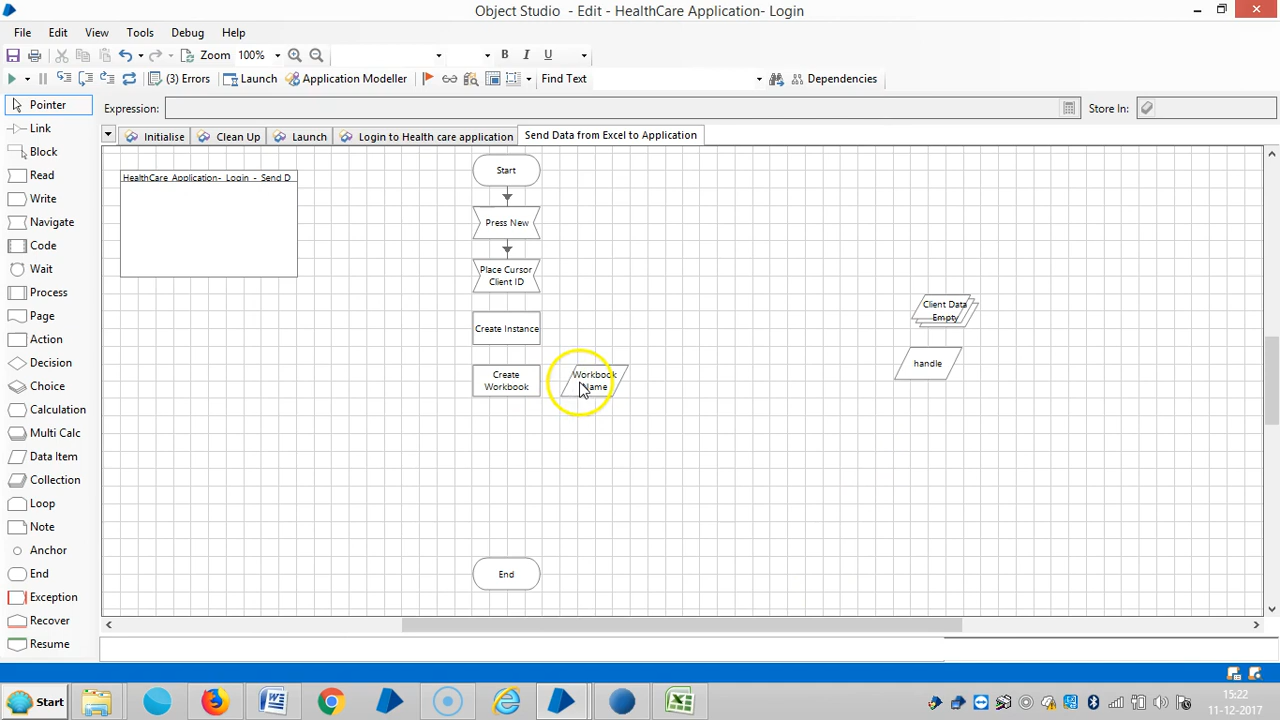 Object Studio - Edit - HealthCare Application- Login
File Edit View Tools Debug Help
Zoom 100% B I U
(3) Errors Launch Application Modeller Find Text Dependencies
Pointer
Expression: Store In:
Link
Initialise Clean Up Launch Login to Health care application Send Data from Excel to Application
Block
Read
Write
Navigate
Code
Wait
Process
Page
Action
Decision
Choice
Calculation
Multi Calc
Data Item
Collection
Loop
Note
Anchor
End
Exception
Recover
Resume
HealthCare Application- Login - Send D
Start
Press New
Place Cursor
Client ID
Create Instance
Create
Workbook
Workbook
Name
Client Data
Empty
handle
End
Start
15:22
11-12-2017